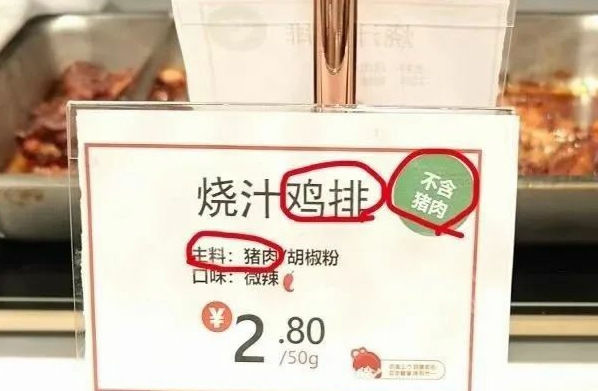 烧汁鸡排
不含
猪肉
主料：猪肉/胡椒粉
口味：微辣
¥2.80
/50g